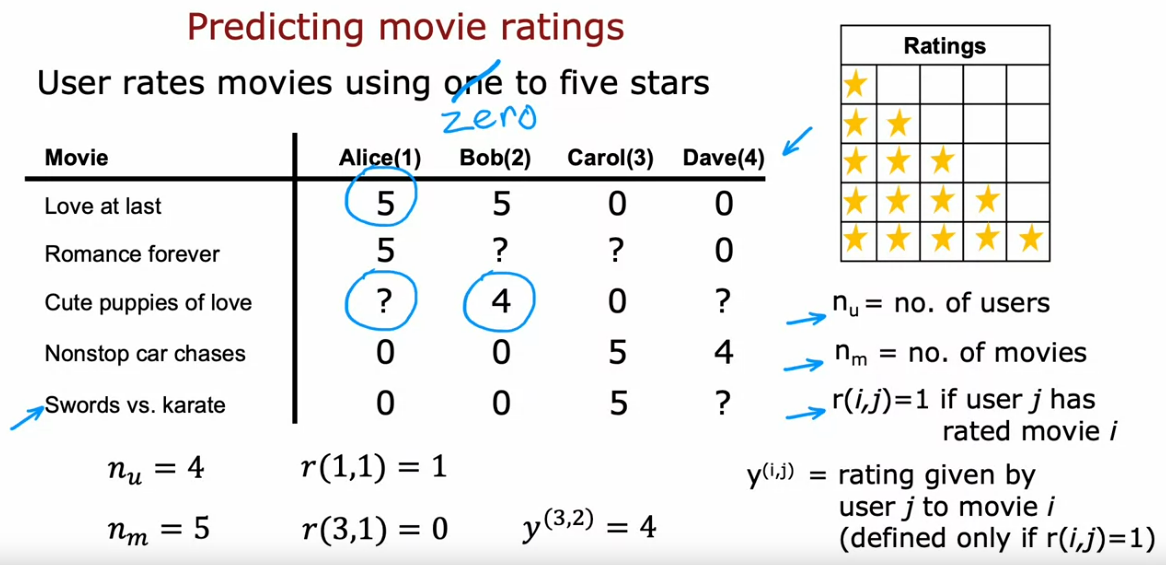 Predicting movie ratings
User rates movies using one to five stars
zero
Ratings
Movie Alice(1) Bob(2) Carol(3) Dave(4)
Love at last 5 5 0 0
Romance forever 5 ? ? 0
Cute puppies of love ? 4 0 ?
Nonstop car chases 0 0 5 4
Swords vs. karate 0 0 5 ?
nᵤ = no. of users
nₘ = no. of movies
r(i,j)=1 if user j has
rated movie i
y⁽ⁱ,ʲ⁾ = rating given by
user j to movie i
(defined only if r(i,j)=1)
nᵤ = 4 r(1,1) = 1
nₘ = 5 r(3,1) = 0 y⁽³,²⁾ = 4